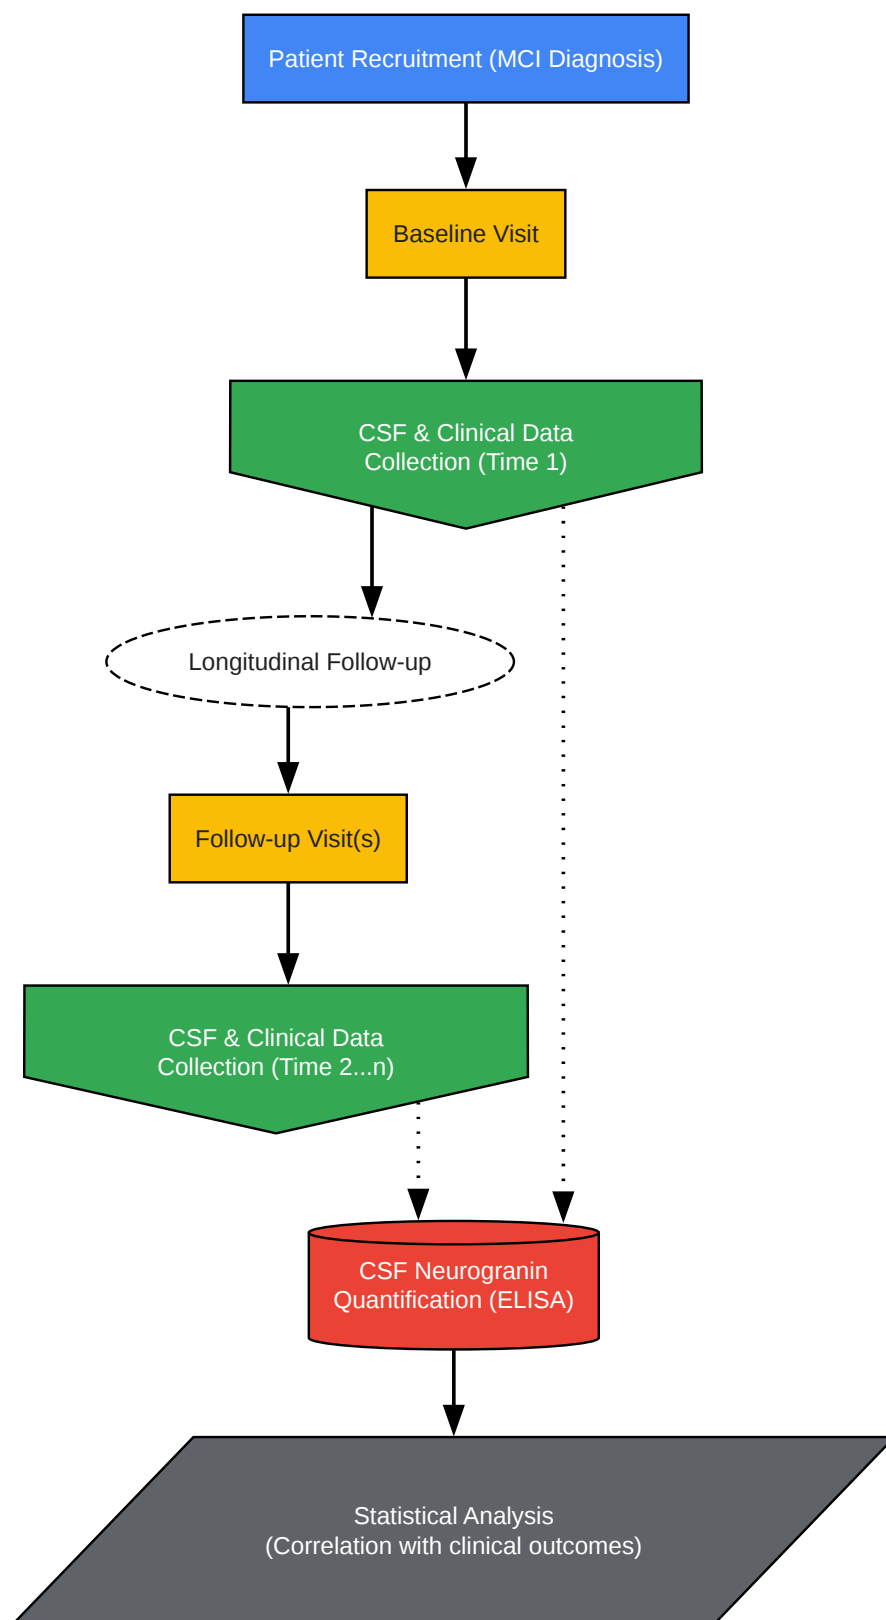 Patient Recruitment (MCI Diagnosis)
Baseline Visit
CSF & Clinical Data
Collection (Time 1)
Longitudinal Follow-up
Follow-up Visit(s)
CSF & Clinical Data
Collection (Time 2...n)
CSF Neurogranin
Quantification (ELISA)
Statistical Analysis
(Correlation with clinical outcomes)